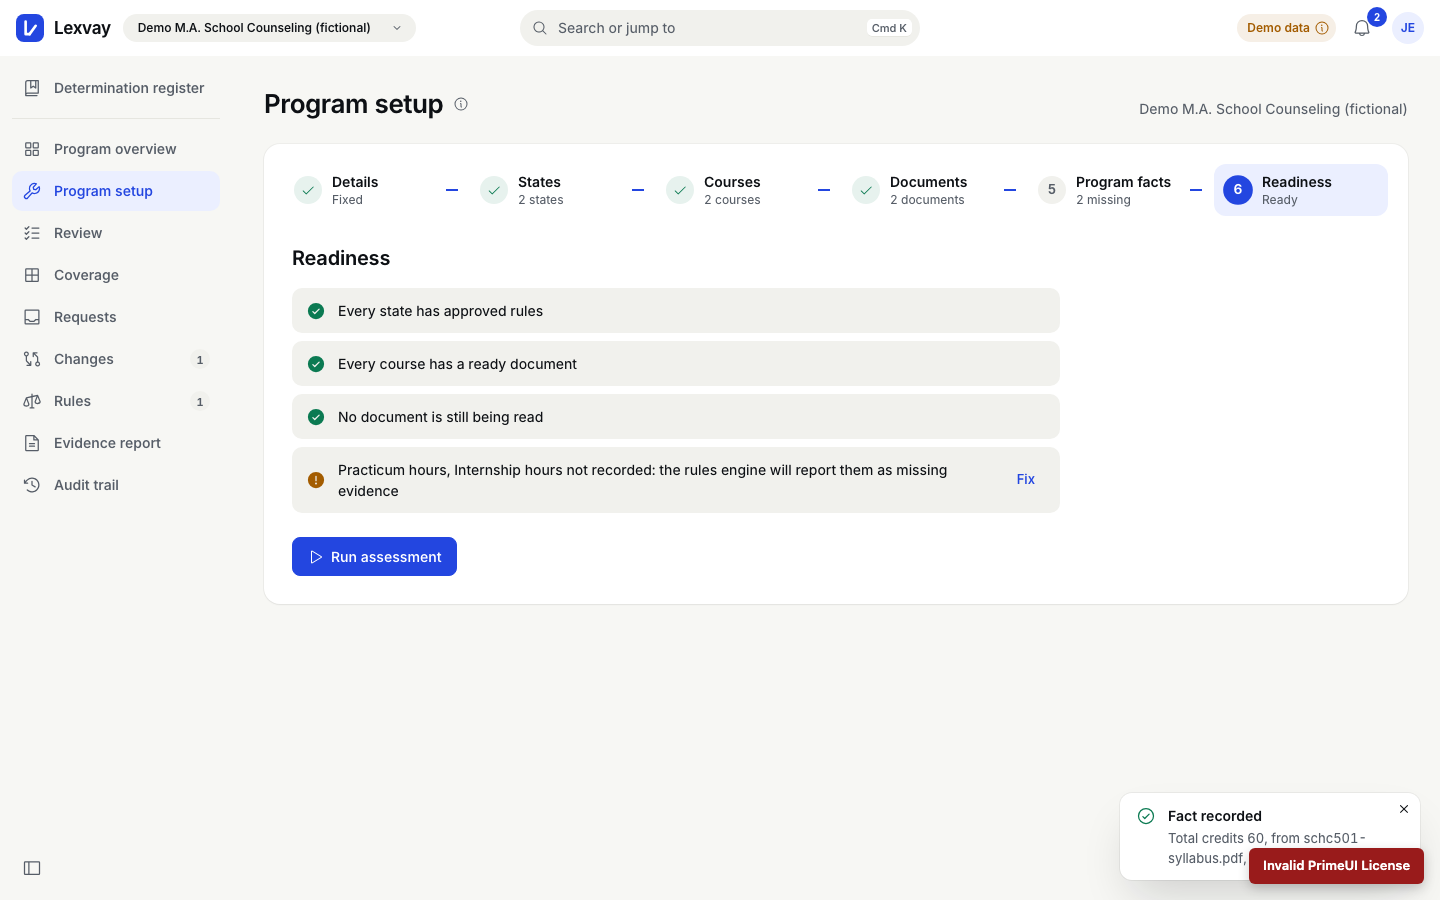 Lexvay
Demo M.A. School Counseling (fictional)
Search or jump to
Cmd K
Demo data
2
JE
Determination register
Program overview
Program setup
Review
Coverage
Requests
Changes 1
Rules 1
Evidence report
Audit trail
Program setup
Demo M.A. School Counseling (fictional)
Details
Fixed
States
2 states
Courses
2 courses
Documents
2 documents
5
Program facts
2 missing
6
Readiness
Ready
Readiness
Every state has approved rules
Every course has a ready document
No document is still being read
Practicum hours, Internship hours not recorded: the rules engine will report them as missing
evidence
Fix
Run assessment
Fact recorded
Total credits 60, from schc501-
syllabus.pdf,
Invalid PrimeUI License